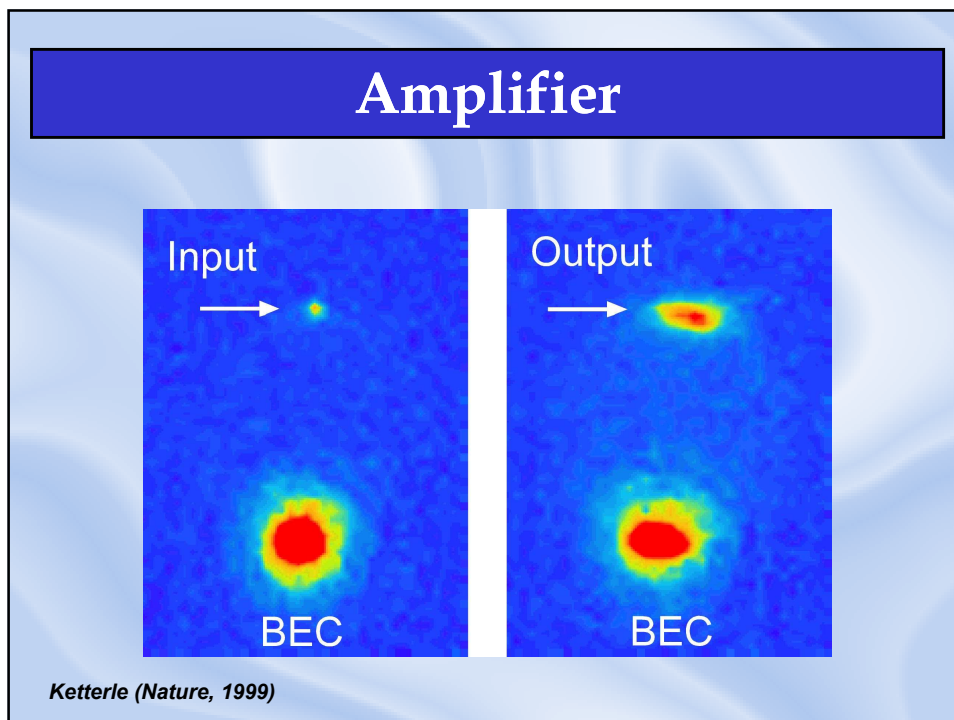 Amplifier
Input
Output
BEC
BEC
Ketterle (Nature, 1999)